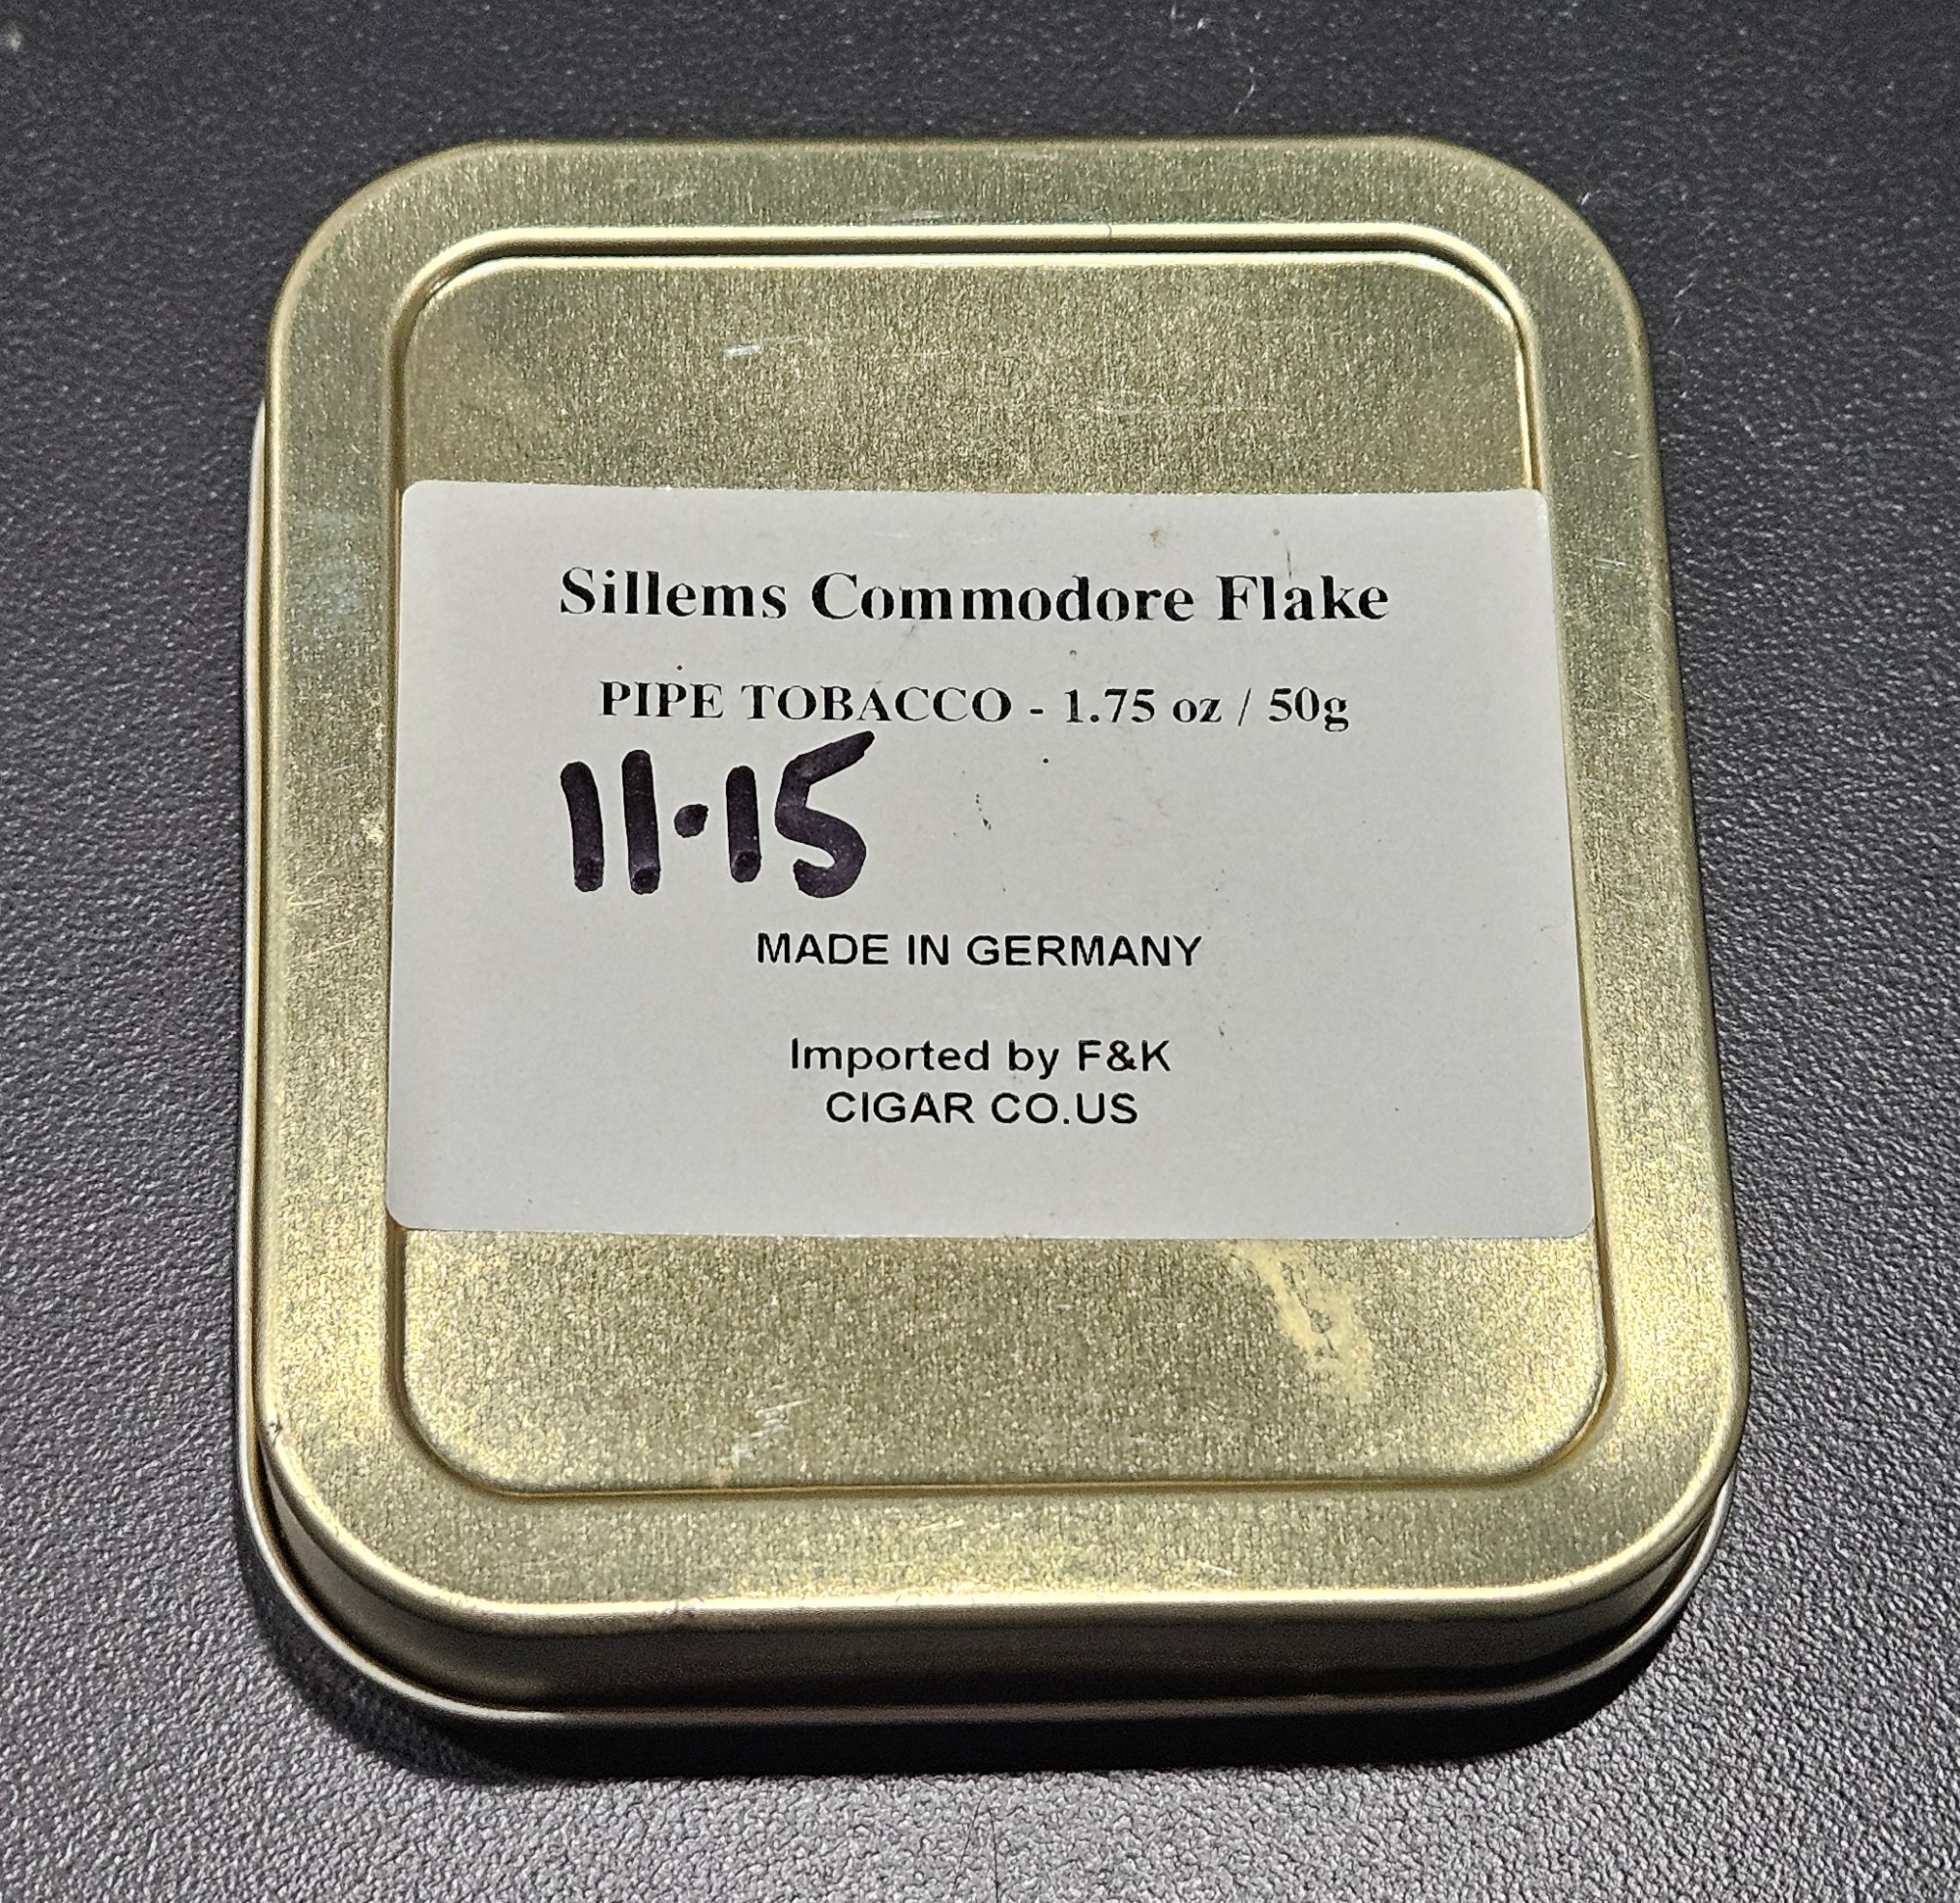 Sillems Commodore Flake
PIPE TOBACCO - 1.75 oz / 50g
11·15
MADE IN GERMANY
Imported by F&K
CIGAR CO.US